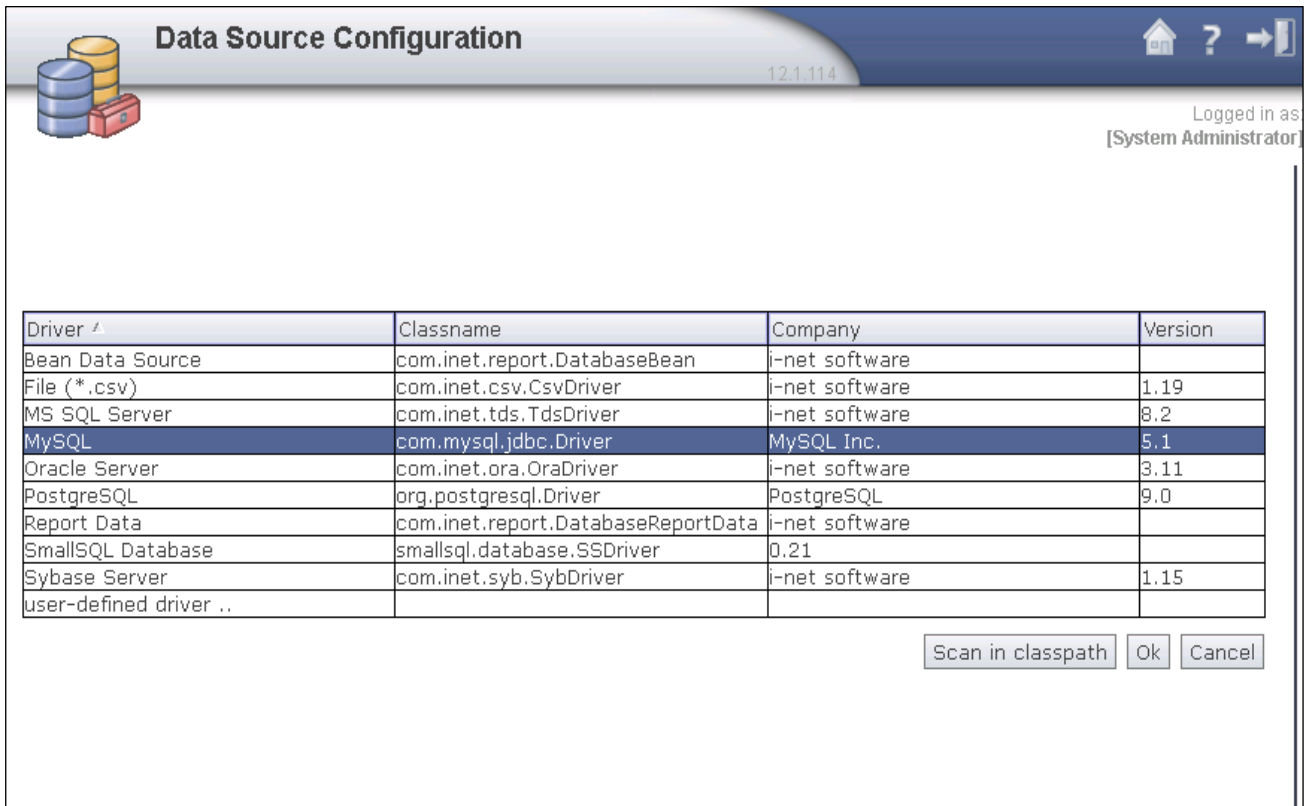 Data Source Configuration
?
12.1.114
Logged in as:
[System Administrator]
Driver Classname Company Version
Bean Data Source com.inet.report.DatabaseBean i-net software
File (*.csv) com.inet.csv.CsvDriver i-net software 1.19
MS SQL Server com.inet.tds.TdsDriver i-net software 8.2
MySQL com.mysql.jdbc.Driver MySQL Inc. 5.1
Oracle Server com.inet.ora.OraDriver i-net software 3.11
PostgreSQL org.postgresql.Driver PostgreSQL 9.0
Report Data com.inet.report.DatabaseReportData i-net software
SmallSQL Database smallsql.database.SSDriver 0.21
Sybase Server com.inet.syb.SybDriver i-net software 1.15
user-defined driver ..
Scan in classpath Ok Cancel